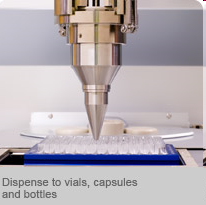 Dispense to vials, capsules
and bottles